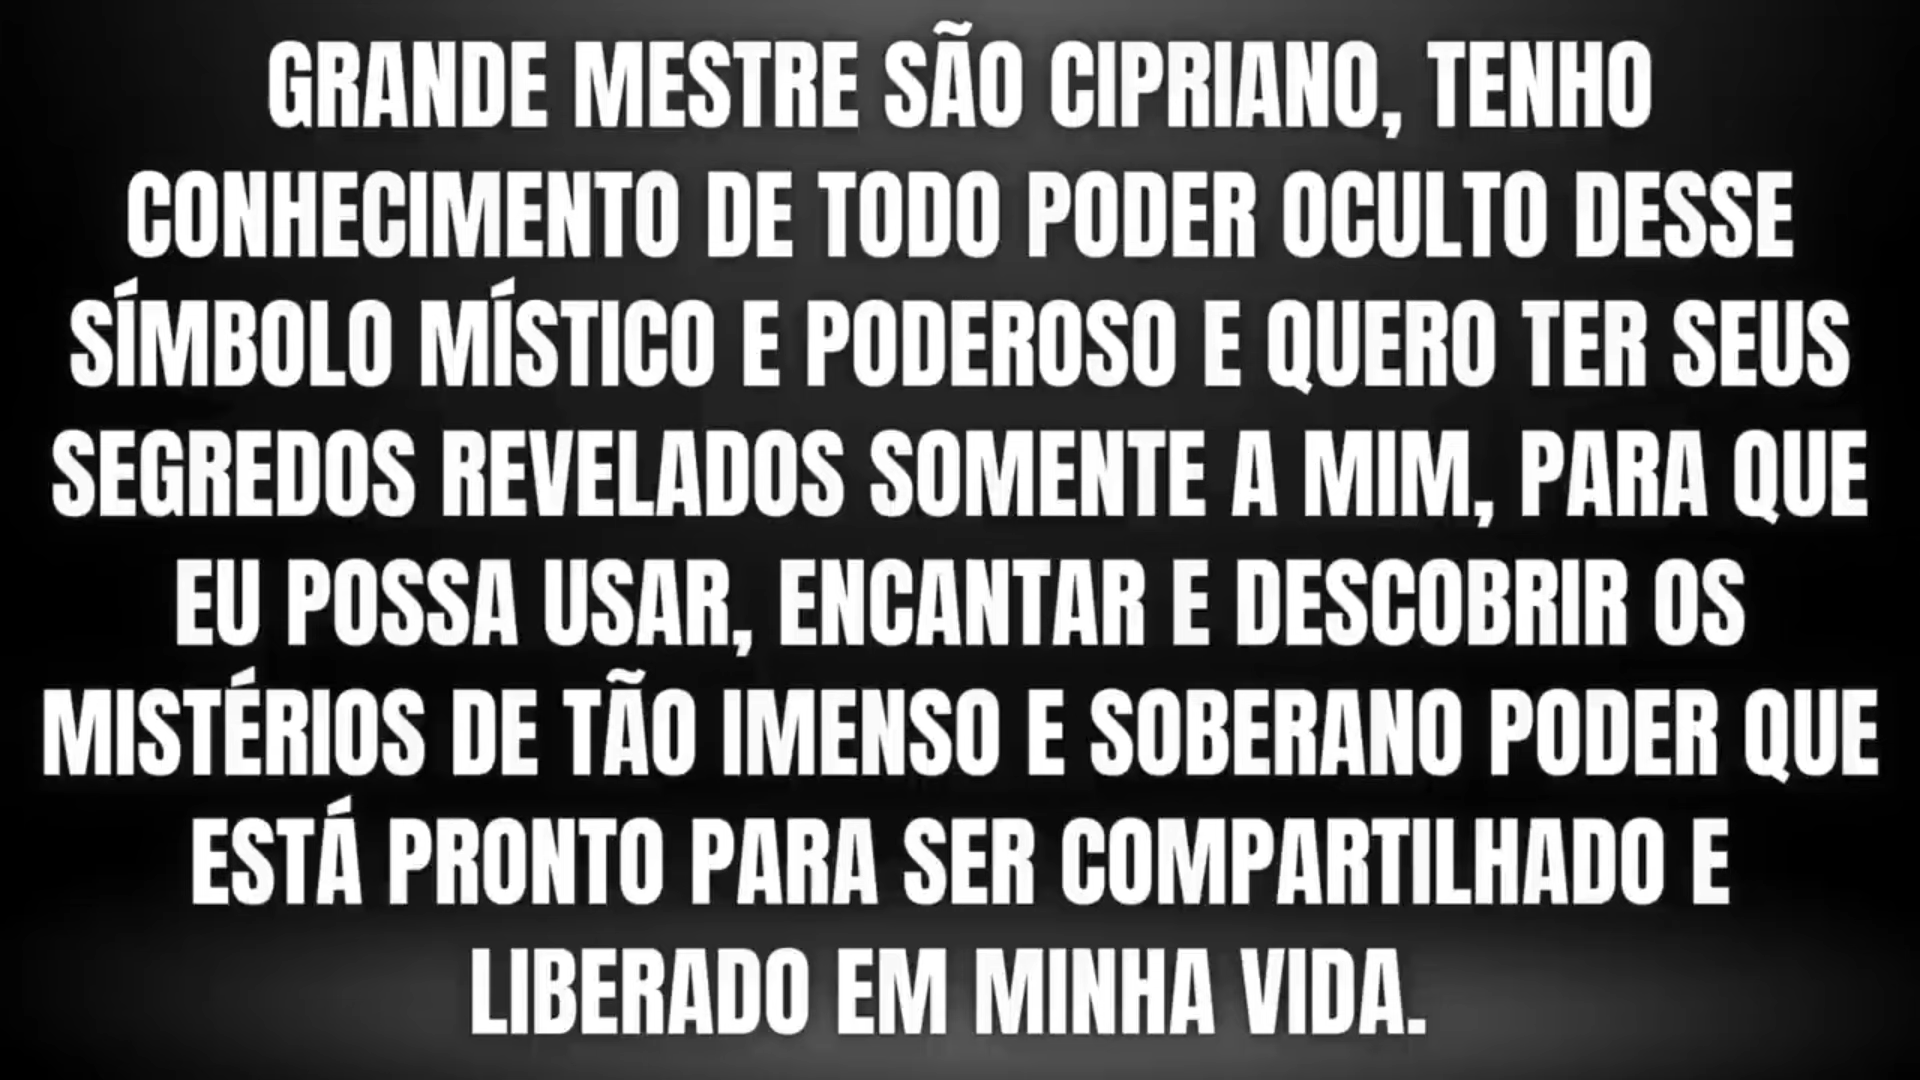 GRANDE MESTRE SÃO CIPRIANO, TENHO
CONHECIMENTO DE TODO PODER OCULTO DESSE
SÍMBOLO MÍSTICO E PODEROSO E QUERO TER SEUS
SEGREDOS REVELADOS SOMENTE A MIM, PARA QUE
EU POSSA USAR, ENCANTAR E DESCOBRIR OS
MISTÉRIOS DE TÃO IMENSO E SOBERANO PODER QUE
ESTÁ PRONTO PARA SER COMPARTILHADO E
LIBERADO EM MINHA VIDA.